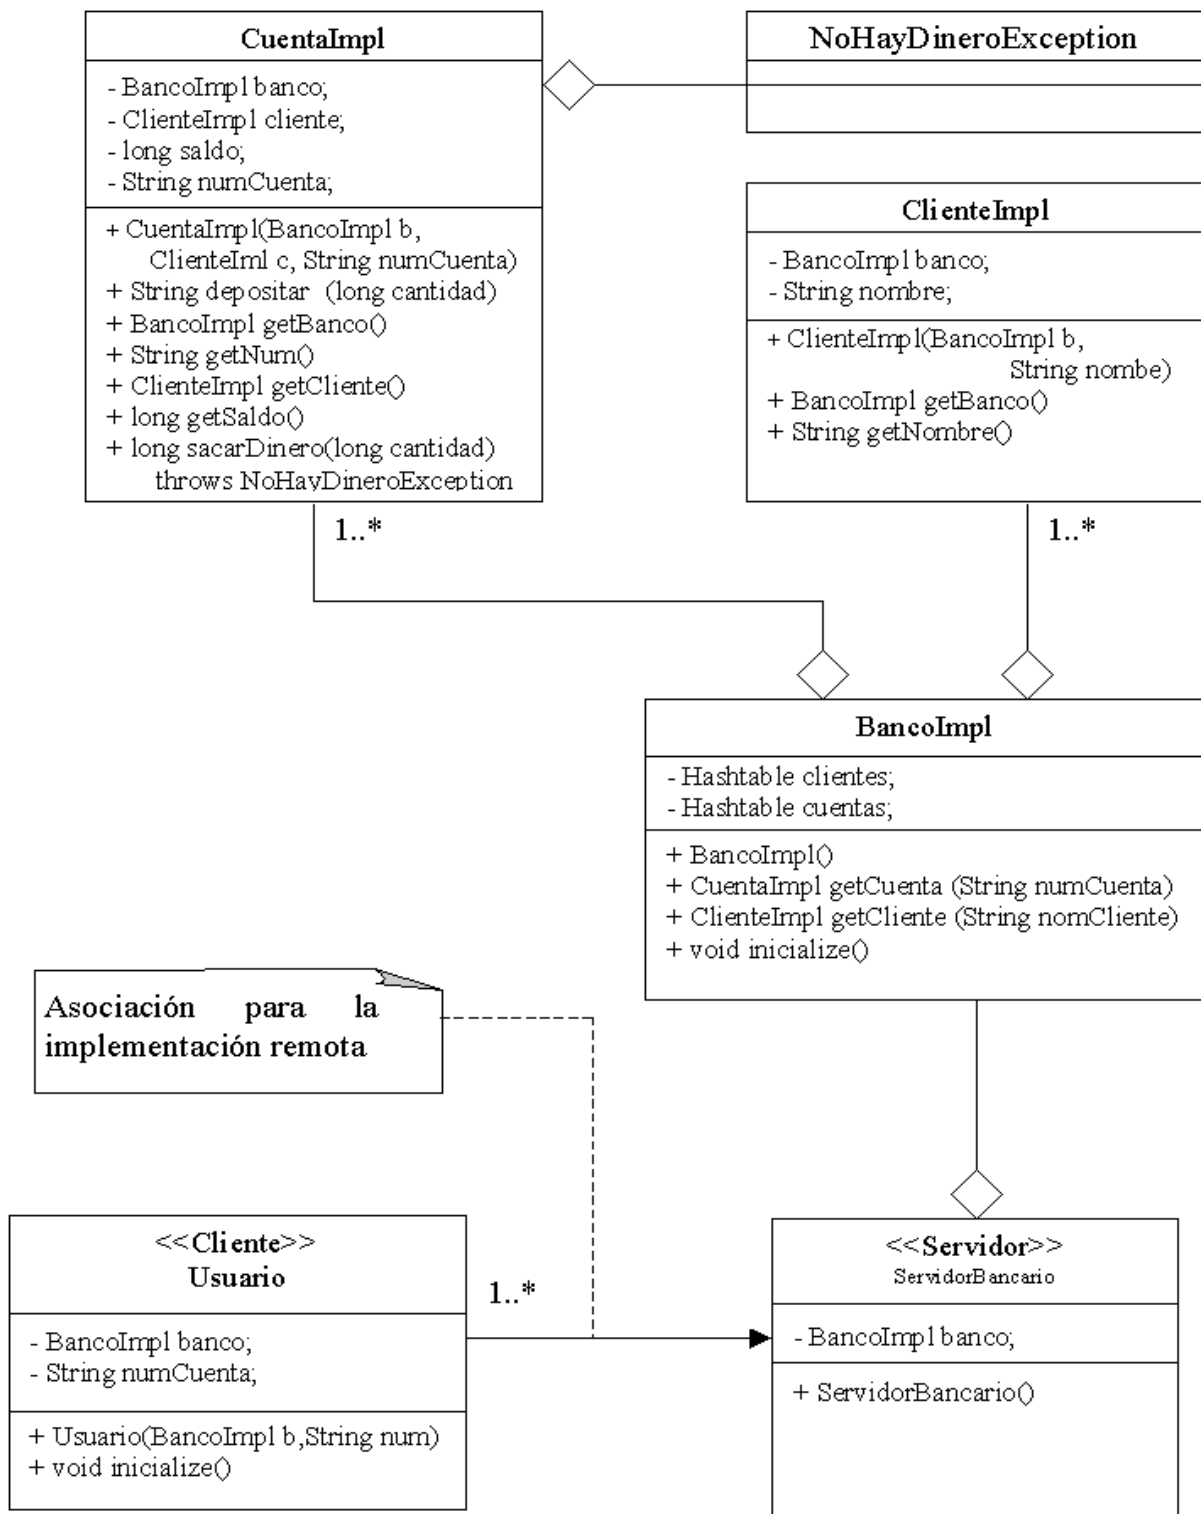 CuentaImpl
- BancoImpl banco;
- ClienteImpl cliente;
- long saldo;
- String numCuenta;
+ CuentaImpl(BancoImpl b,
ClienteIml c, String numCuenta)
+ String depositar (long cantidad)
+ BancoImpl getBanco()
+ String getNum()
+ ClienteImpl getCliente()
+ long getSaldo()
+ long sacarDinero(long cantidad)
throws NoHayDineroException
NoHayDineroException
ClienteImpl
- BancoImpl banco;
- String nombre;
+ ClienteImpl(BancoImpl b,
String nombe)
+ BancoImpl getBanco()
+ String getNombre()
1..*
1..*
BancoImpl
- Hashtable clientes;
- Hashtable cuentas;
+ BancoImpl()
+ CuentaImpl getCuenta (String numCuenta)
+ ClienteImpl getCliente (String nomCliente)
+ void inicialize()
Asociación para la
implementación remota
<<Cliente>>
Usuario
- BancoImpl banco;
- String numCuenta;
+ Usuario(BancoImpl b,String num)
+ void inicialize()
1..*
<<Servidor>>
ServidorBancario
- BancoImpl banco;
+ ServidorBancario()